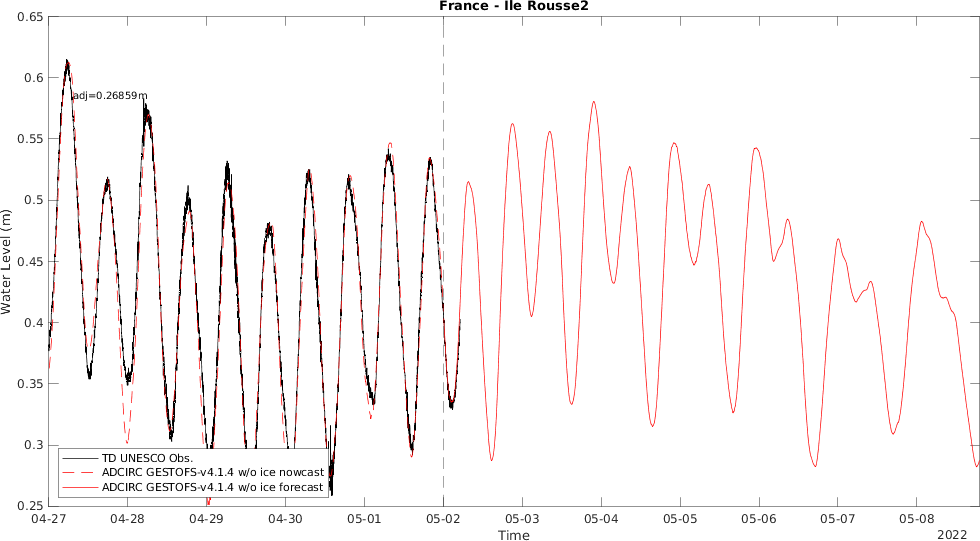 France - Ile Rousse2
0.65
0.6
0.55
0.5
0.45
0.4
0.35
0.3
0.25
Water Level (m)
adj=0.26859m
TD UNESCO Obs.
ADCIRC GESTOFS-v4.1.4 w/o ice nowcast
ADCIRC GESTOFS-v4.1.4 w/o ice forecast
04-27 04-28 04-29 04-30 05-01 05-02 05-03 05-04 05-05 05-06 05-07 05-08
Time
2022